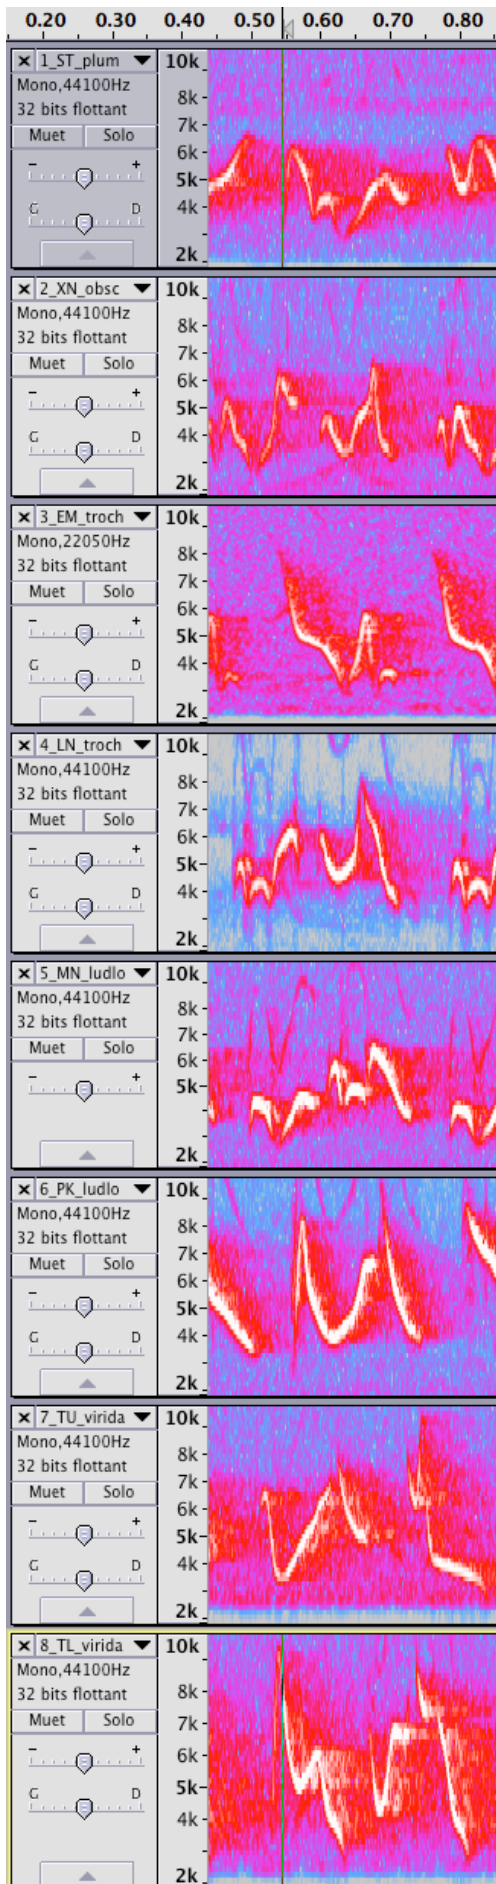 0.20 0.40 0.50 0.60 0.70 0.80
1_ST_plum
Mono,44100Hz
32 bits flottant
Muet Solo
- +
G D
10k
8k
7k
6k
5k
4k
2k
2_XN_obsc
Mono,44100Hz
32 bits flottant
Muet Solo
- +
G D
10k
8k
7k
6k
5k
4k
2k
3_EM_troch
Mono,22050Hz
32 bits flottant
Muet Solo
- +
G D
10k
8k
7k
6k
5k
4k
2k
4_LN_troch
Mono,44100Hz
32 bits flottant
Muet Solo
- +
G D
10k
8k
7k
6k
5k
4k
2k
5_MN_ludlo
Mono,44100Hz
32 bits flottant
Muet Solo
- +
10k
8k
7k
6k
5k
2k
6_PK_ludlo
Mono,44100Hz
32 bits flottant
Muet Solo
- +
G D
10k
8k
7k
6k
5k
4k
2k
7_TU_virida
Mono,44100Hz
32 bits flottant
Muet Solo
- +
G D
10k
8k
7k
6k
5k
4k
2k
8_TL_virida
Mono,44100Hz
32 bits flottant
Muet Solo
- +
G D
10k
8k
7k
6k
5k
4k
2k